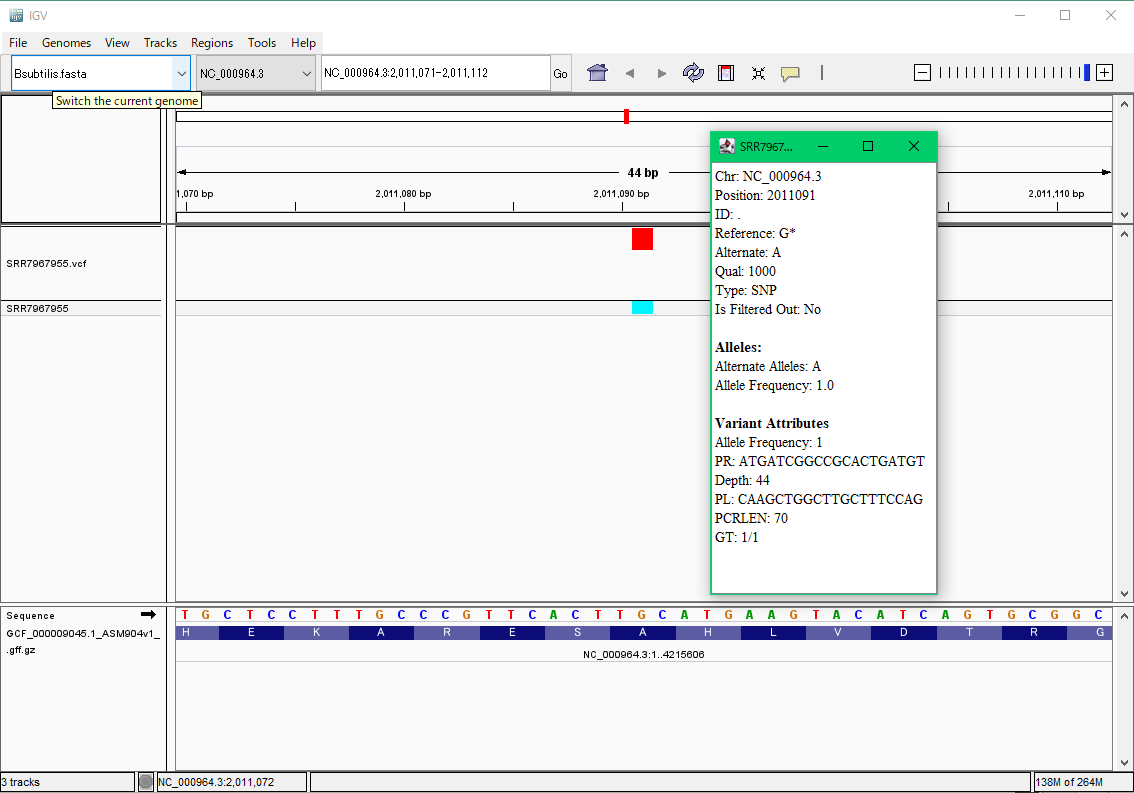 IGV
File Genomes View Tracks Regions Tools Help
Bsubtilis.fasta NC_000964.3 NC_000964.3:2,011,071-2,011,112 Go
Switch the current genome
SRR7967...
44 bp
1,070 bp 2,011,080 bp 2,011,090 bp 2,011,110 bp
Chr: NC_000964.3
Position: 2011091
ID: .
Reference: G*
Alternate: A
Qual: 1000
Type: SNP
Is Filtered Out: No
Alleles:
Alternate Alleles: A
Allele Frequency: 1.0
Variant Attributes
Allele Frequency: 1
PR: ATGATCGGCCGCACTGATGT
Depth: 44
PL: CAAGCTGGCTTGCTTTCCAG
PCRLEN: 70
GT: 1/1
SRR7967955.vcf
SRR7967955
Sequence
T G C T C C T T T G C C C G T T C A C T T G C A T G A A G T A C A T C A G T G C G G C
GCF_000009045.1_ASM904v1_
.gff.gz
H E K A R E S A H L V D T R G
NC_000964.3:1..4215606
3 tracks NC_000964.3:2,011,072 138M of 264M